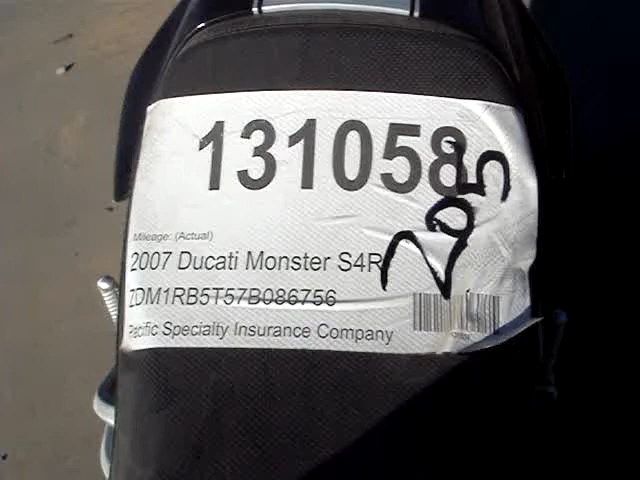 131058
205
Mileage: (Actual)
2007 Ducati Monster S4R
ZDM1RB5T57B086756
Pacific Specialty Insurance Company